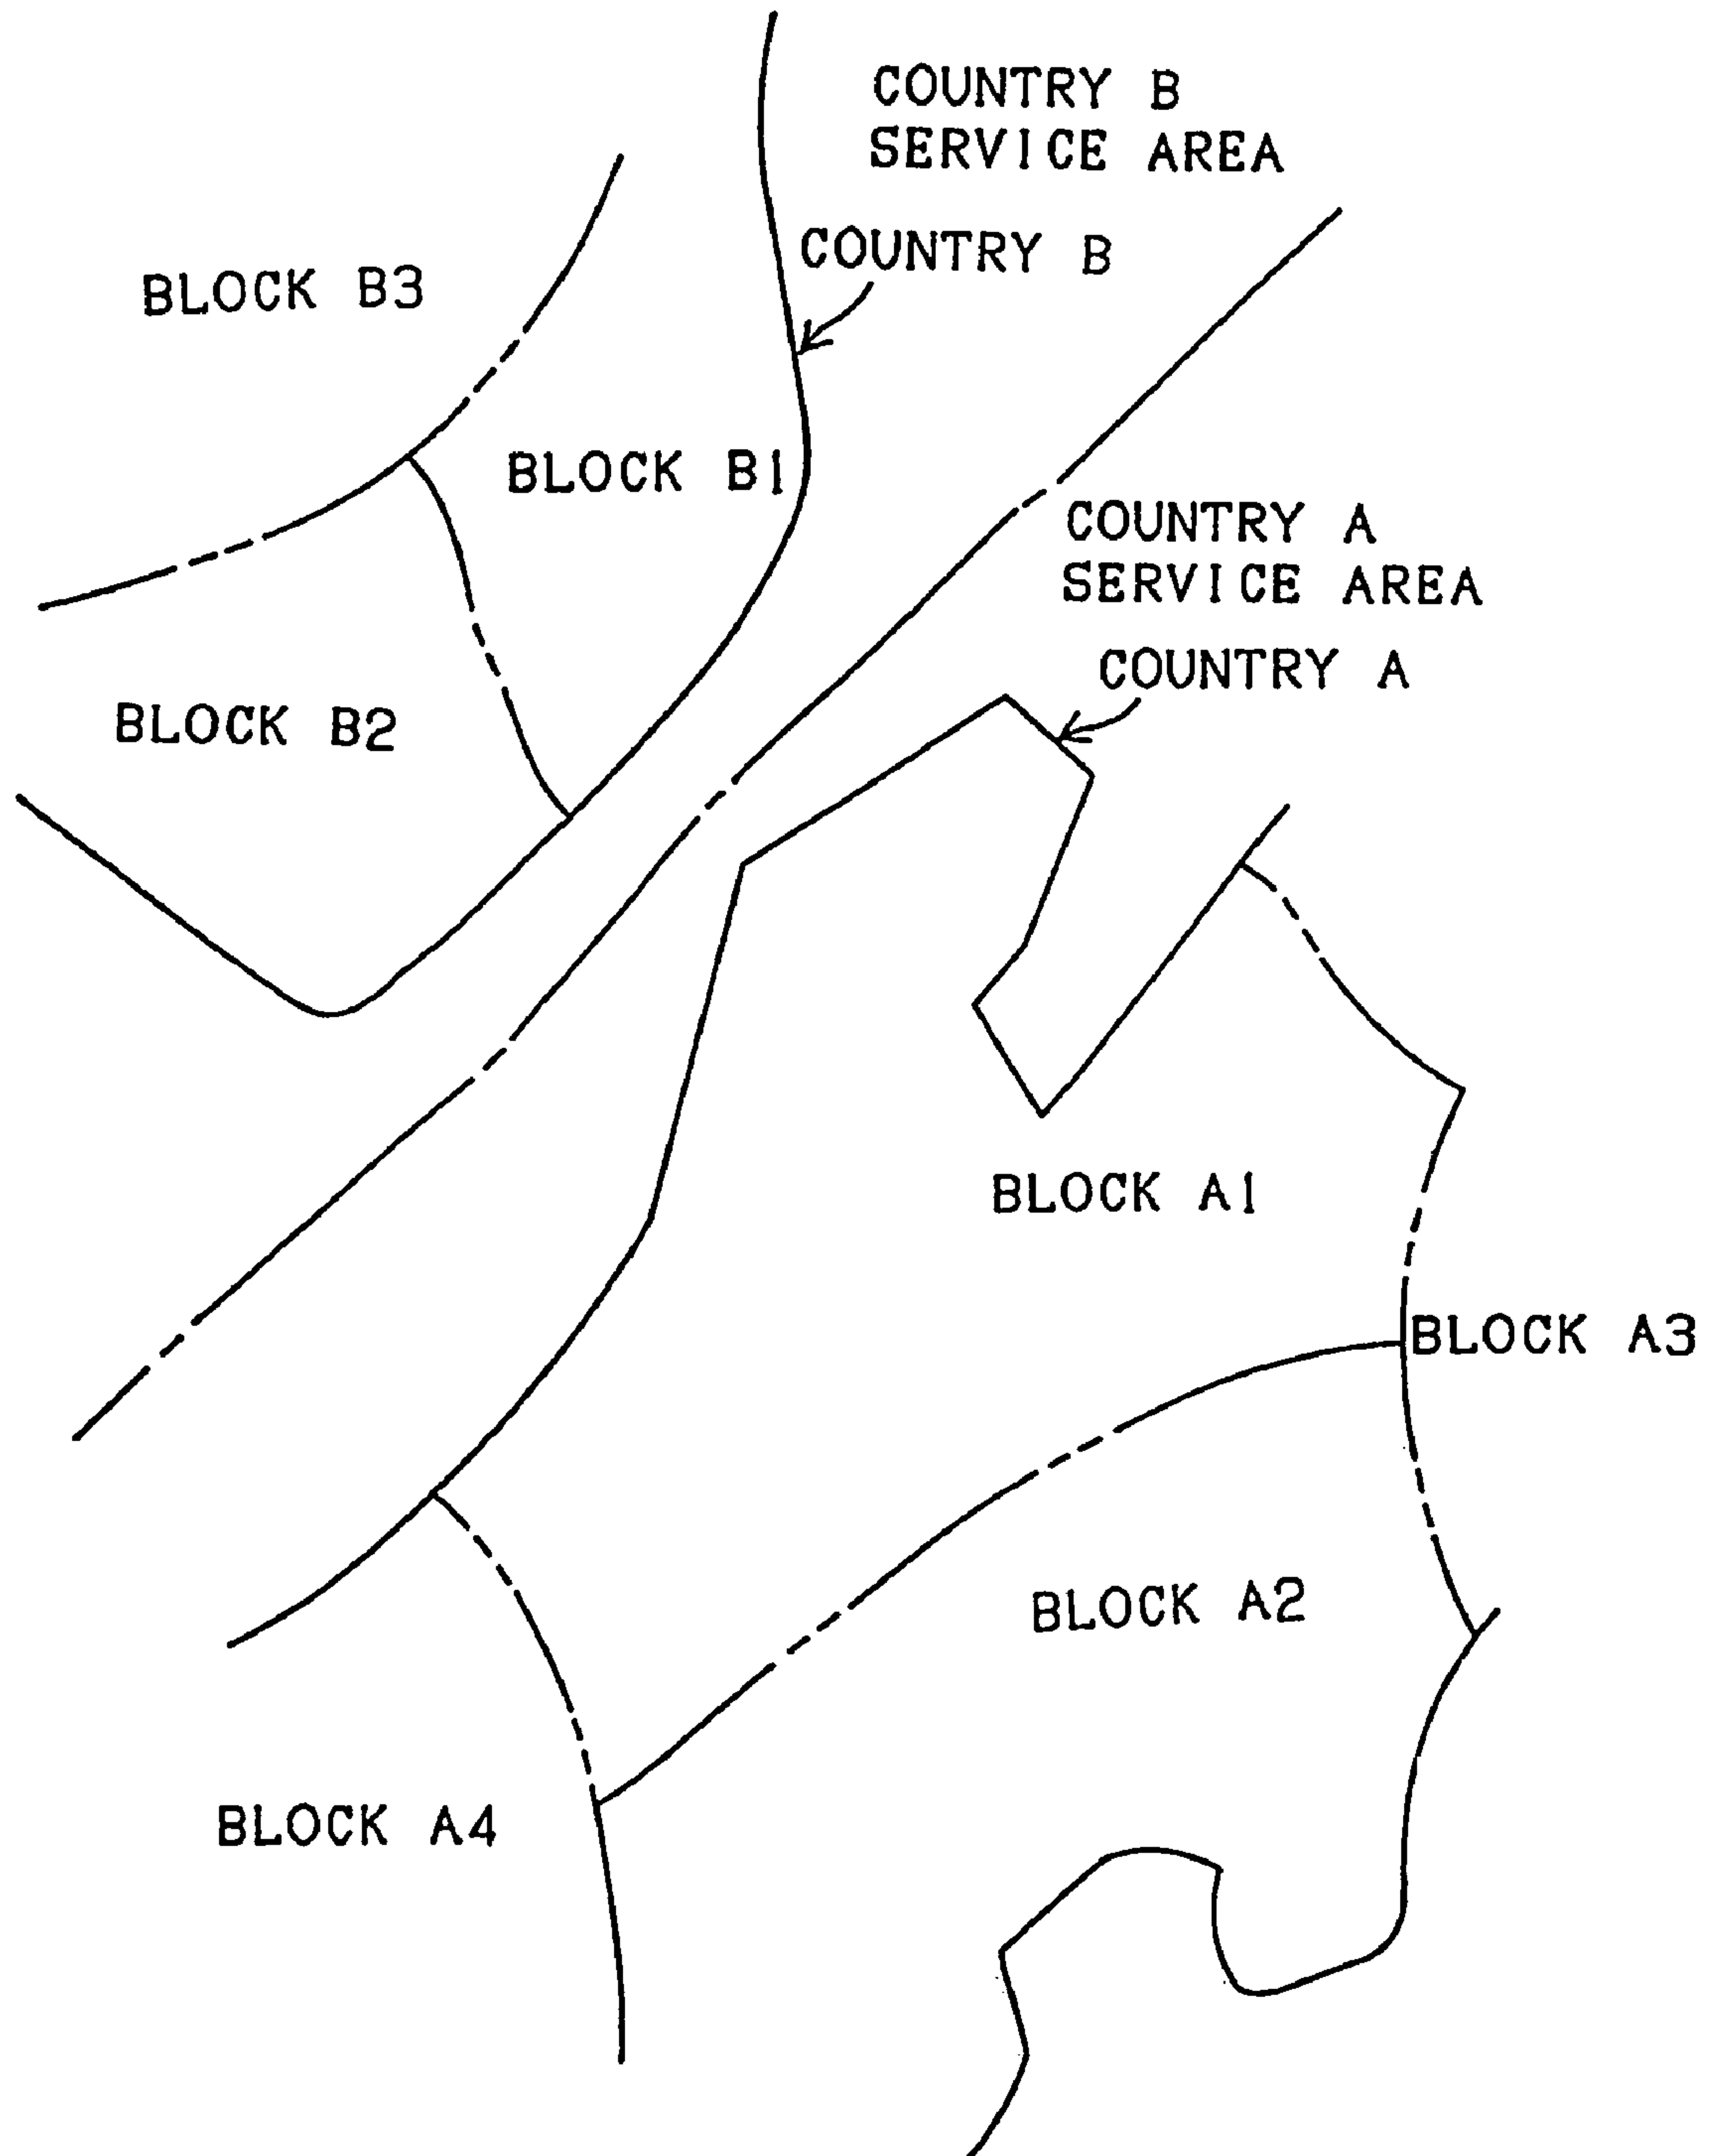 COUNTRY B
SERVICE AREA
COUNTRY B
BLOCK B3
BLOCK B1
COUNTRY A
SERVICE AREA
COUNTRY A
BLOCK B2
BLOCK A1
BLOCK A3
BLOCK A2
BLOCK A4